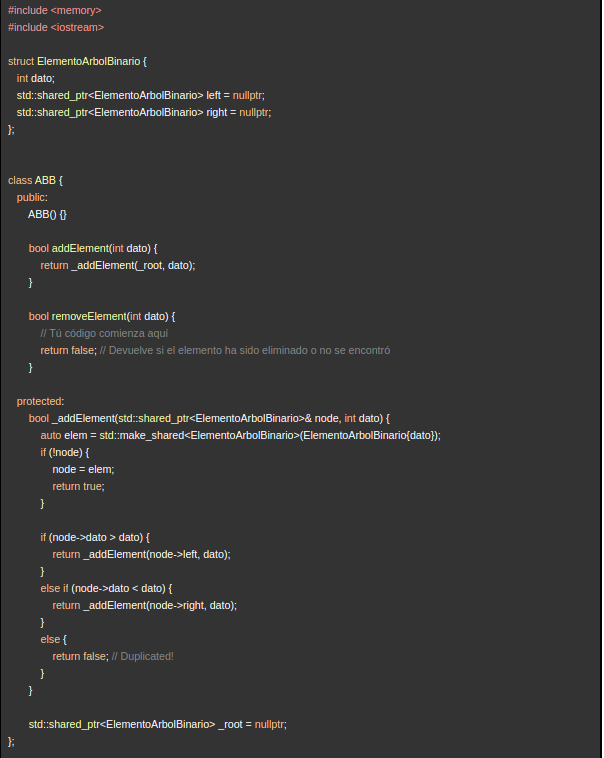 #include <memory>
#include <iostream>
struct ElementoArbolBinario {
int dato;
std::shared_ptr<ElementoArbolBinario> left = nullptr;
std::shared_ptr<ElementoArbolBinario> right = nullptr;
};
class ABB {
public:
ABB() {}
bool addElement(int dato) {
return _addElement(_root, dato);
}
bool removeElement(int dato) {
// Tú código comienza aquí
return false; // Devuelve si el elemento ha sido eliminado o no se encontró
}
protected:
bool _addElement(std::shared_ptr<ElementoArbolBinario>& node, int dato) {
auto elem = std::make_shared<ElementoArbolBinario>(ElementoArbolBinario{dato});
if (!node) {
node = elem;
return true;
}
if (node->dato > dato) {
return _addElement(node->left, dato);
}
else if (node->dato < dato) {
return _addElement(node->right, dato);
}
else {
return false; // Duplicated!
}
}
std::shared_ptr<ElementoArbolBinario> _root = nullptr;
};